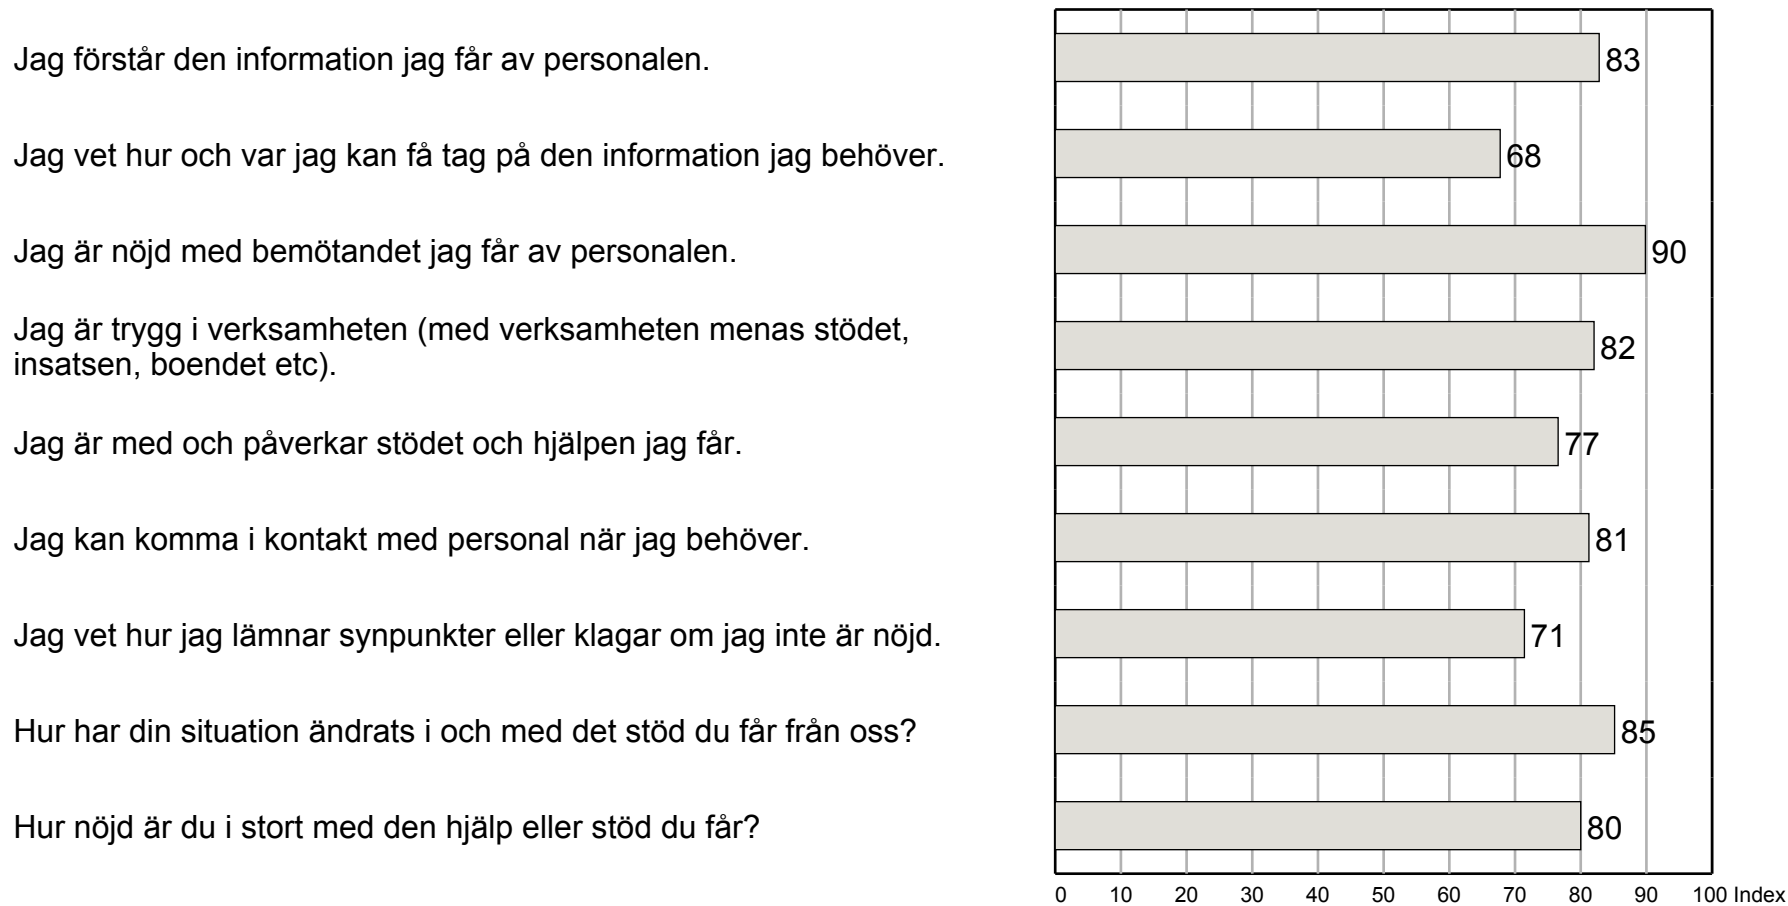 Jag förstår den information jag får av personalen.
83
Jag vet hur och var jag kan få tag på den information jag behöver.
68
Jag är nöjd med bemötandet jag får av personalen.
90
Jag är trygg i verksamheten (med verksamheten menas stödet,
insatsen, boendet etc).
82
Jag är med och påverkar stödet och hjälpen jag får.
77
Jag kan komma i kontakt med personal när jag behöver.
81
Jag vet hur jag lämnar synpunkter eller klagar om jag inte är nöjd.
71
Hur har din situation ändrats i och med det stöd du får från oss?
85
Hur nöjd är du i stort med den hjälp eller stöd du får?
80
0 10 20 30 40 50 60 70 80 90 100 Index